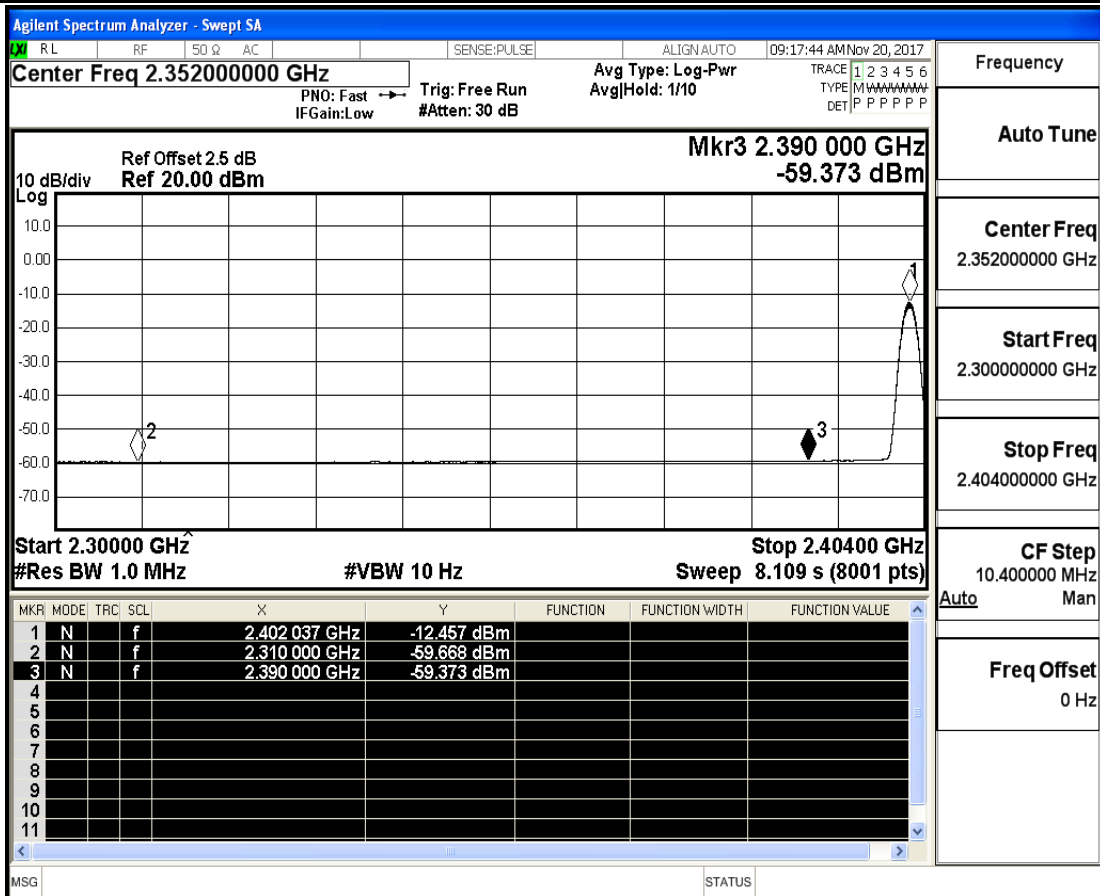 Agilent Spectrum Analyzer - Swept SA
LXI RL RF 50 Ω AC SENSE:PULSE ALIGN AUTO 09:17:44 AM Nov 20, 2017
Center Freq 2.352000000 GHz
PNO: Fast
IFGain:Low
Trig: Free Run
#Atten: 30 dB
Avg Type: Log-Pwr
Avg|Hold: 1/10
TRACE 1 2 3 4 5 6
TYPE M WWWWW
DET P P P P P P
Mkr3 2.390 000 GHz
-59.373 dBm
Ref Offset 2.5 dB
10 dB/div Ref 20.00 dBm
Log
10.0
0.00
-10.0
-20.0
-30.0
-40.0
-50.0
-60.0
-70.0
1
2
3
Start 2.30000 GHz Stop 2.40400 GHz
#Res BW 1.0 MHz #VBW 10 Hz Sweep 8.109 s (8001 pts)
MKR MODE TRC SCL X Y FUNCTION FUNCTION WIDTH FUNCTION VALUE
1 N f 2.402 037 GHz -12.457 dBm
2 N f 2.310 000 GHz -59.668 dBm
3 N f 2.390 000 GHz -59.373 dBm
4
5
6
7
8
9
10
11
MSG STATUS
Frequency
Auto Tune
Center Freq
2.352000000 GHz
Start Freq
2.300000000 GHz
Stop Freq
2.404000000 GHz
CF Step
10.400000 MHz
Auto Man
Freq Offset
0 Hz